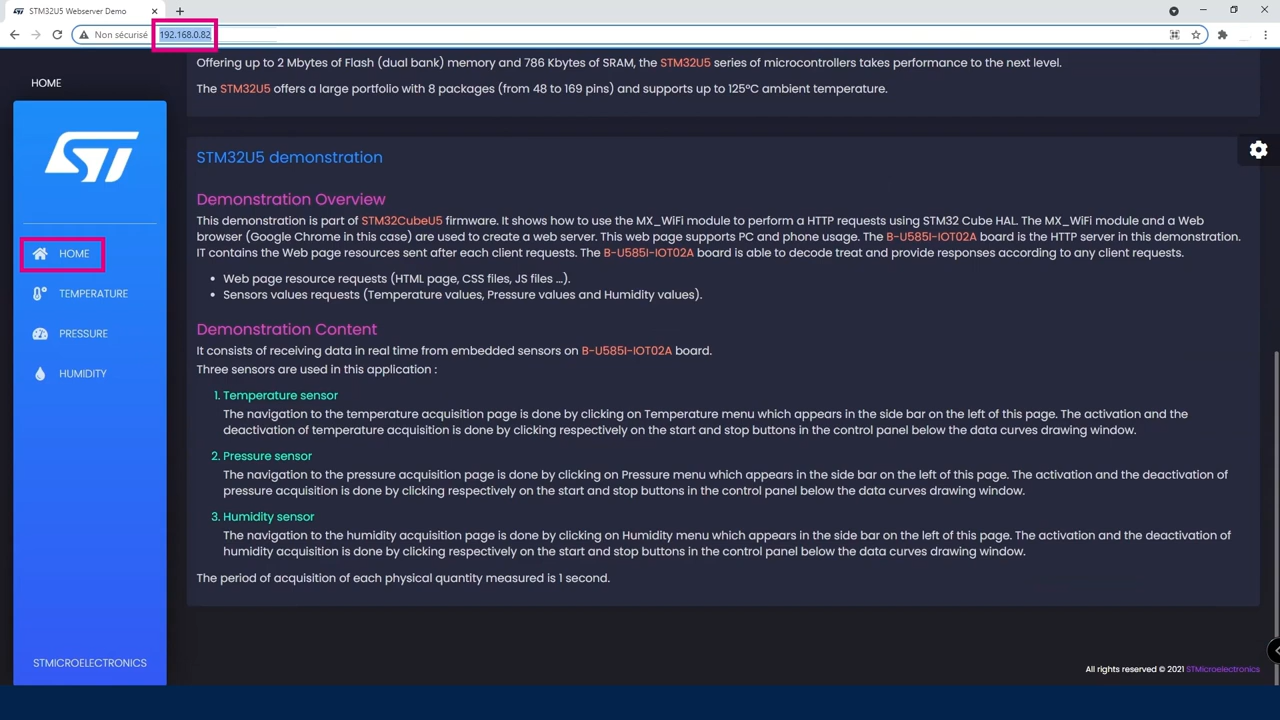 STM32U5 Webserver Demo
Non sécurisé
192.168.0.82
HOME
ST
HOME
TEMPERATURE
PRESSURE
HUMIDITY
STMICROELECTRONICS
Offering up to 2 Mbytes of Flash (dual bank) memory and 786 Kbytes of SRAM, the STM32U5 series of microcontrollers takes performance to the next level.
The STM32U5 offers a large portfolio with 8 packages (from 48 to 169 pins) and supports up to 125°C ambient temperature.
STM32U5 demonstration
Demonstration Overview
This demonstration is part of STM32CubeU5 firmware. It shows how to use the MX_WiFi module to perform a HTTP requests using STM32 Cube HAL. The MX_WiFi module and a Web
browser (Google Chrome in this case) are used to create a web server. This web page supports PC and phone usage. The B-U585I-IOT02A board is the HTTP server in this demonstration.
IT contains the Web page resources sent after each client requests. The B-U585I-IOT02A board is able to decode treat and provide responses according to any client requests.
• Web page resource requests (HTML page, CSS files, JS files ...).
• Sensors values requests (Temperature values, Pressure values and Humidity values).
Demonstration Content
It consists of receiving data in real time from embedded sensors on B-U585I-IOT02A board.
Three sensors are used in this application :
1. Temperature sensor
The navigation to the temperature acquisition page is done by clicking on Temperature menu which appears in the side bar on the left of this page. The activation and the
deactivation of temperature acquisition is done by clicking respectively on the start and stop buttons in the control panel below the data curves drawing window.
2. Pressure sensor
The navigation to the pressure acquisition page is done by clicking on Pressure menu which appears in the side bar on the left of this page. The activation and the deactivation of
pressure acquisition is done by clicking respectively on the start and stop buttons in the control panel below the data curves drawing window.
3. Humidity sensor
The navigation to the humidity acquisition page is done by clicking on Humidity menu which appears in the side bar on the left of this page. The activation and the deactivation of
humidity acquisition is done by clicking respectively on the start and stop buttons in the control panel below the data curves drawing window.
The period of acquisition of each physical quantity measured is 1 second.
All rights reserved © 2021 STMicroelectronics